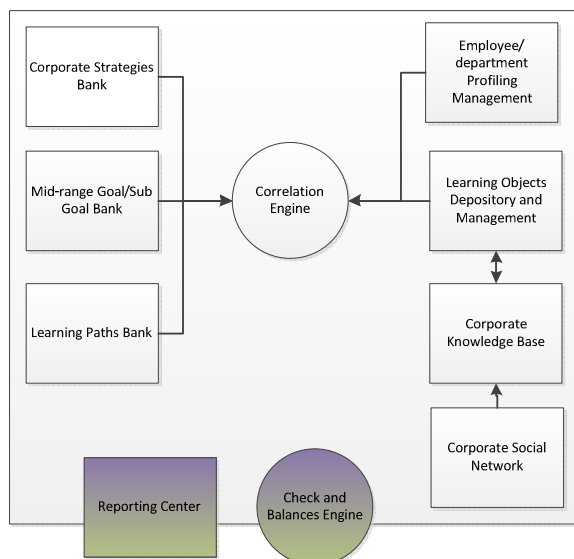 Corporate Strategies
Bank
Mid-range Goal/Sub
Goal Bank
Learning Paths Bank
Correlation
Engine
Employee/
department
Profiling
Management
Learning Objects
Depository and
Management
Corporate
Knowledge Base
Corporate Social
Network
Reporting Center
Check and
Balances Engine